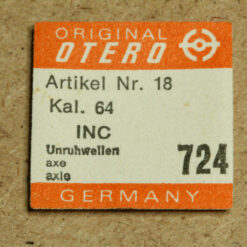 ORIGINAL
OTERO
Artikel Nr. 18
Kal. 64
INC
Unruhwellen
axe
axle
724
GERMANY